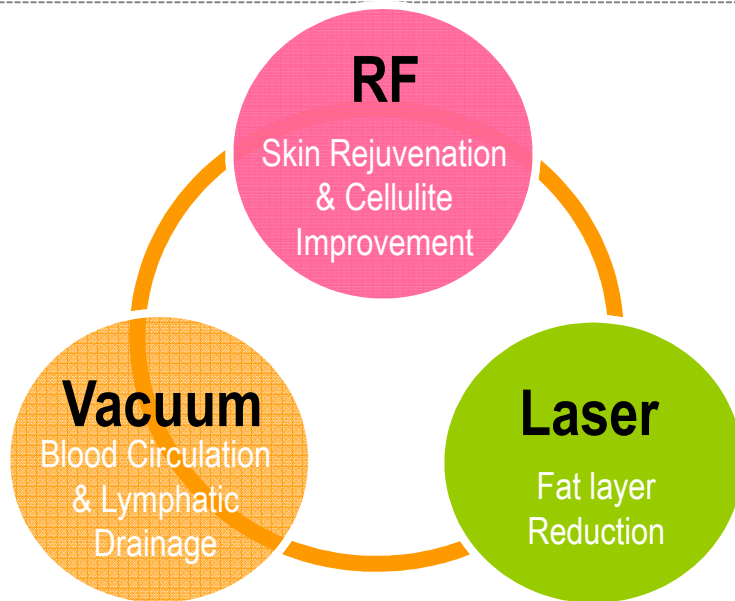 RF
Skin Rejuvenation
& Cellulite
Improvement
Vacuum
Blood Circulation
& Lymphatic
Drainage
Laser
Fat layer
Reduction